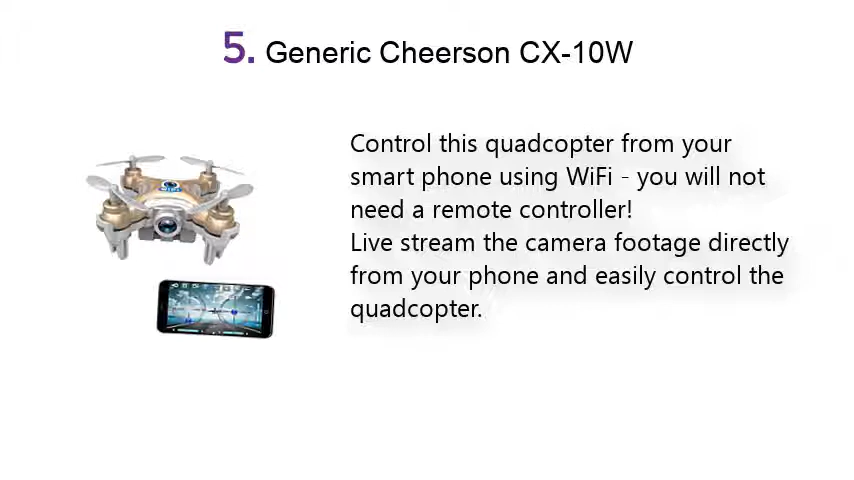 5. Generic Cheerson CX-10W
Control this quadcopter from your
smart phone using WiFi - you will not
need a remote controller!
Live stream the camera footage directly
from your phone and easily control the
quadcopter.